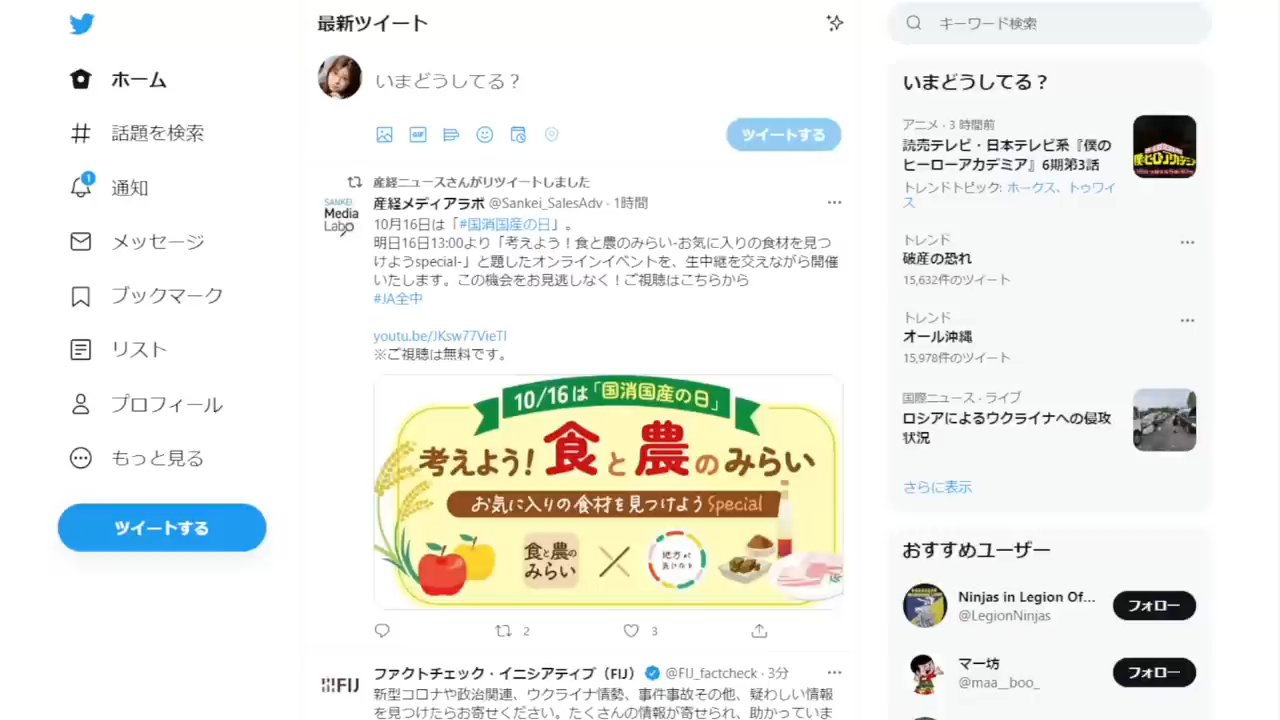 ホーム
話題を検索
1
通知
メッセージ
ブックマーク
リスト
プロフィール
もっと見る
ツイートする
最新ツイート
いまどうしてる？
GIF
ツイートする
産経ニュースさんがリツイートしました
SANKEI
Media
Labo
産経メディアラボ @Sankei_SalesAdv · 1時間
10月16日は「#国消国産の日」。
明日16日13:00より「考えよう！食と農のみらい-お気に入りの食材を見つ
けようspecial-」と題したオンラインイベントを、生中継を交えながら開催
いたします。この機会をお見逃しなく！ご視聴はこちらから
#JA全中
youtu.be/JKsw77VieTI
※ご視聴は無料です。
10/16は「国消国産の日」
考えよう! 食と農のみらい
お気に入りの食材を見つけようSpecial
食と農の
みらい
2
3
FIJ
ファクトチェック・イニシアティブ（FIJ） @FIJ_factcheck · 3分
新型コロナや政治関連、ウクライナ情勢、事件事故その他、疑わしい情報
を見つけたらお寄せください。たくさんの情報が寄せられ、助かっていま
キーワード検索
いまどうしてる？
アニメ · 3 時間前
読売テレビ・日本テレビ系『僕の
ヒーローアカデミア』6期第3話
トレンドトピック: ホークス、トゥワイ
ス
トレンド
破産の恐れ
15,632件のツイート
トレンド
オール沖縄
15,978件のツイート
国際ニュース · ライブ
ロシアによるウクライナへの侵攻
状況
さらに表示
おすすめユーザー
Ninjas in Legion Of...
@LegionNinjas
フォロー
マー坊
@maa__boo_
フォロー